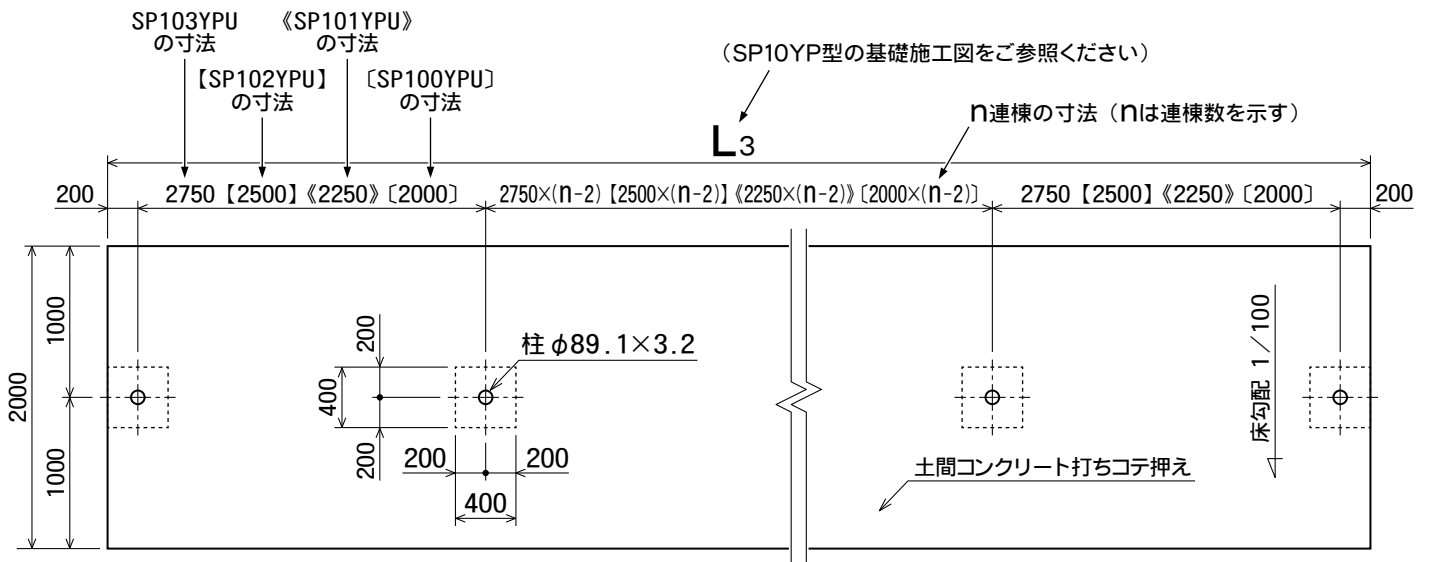 SP103YPU
の寸法
《SP101YPU》
の寸法
【SP102YPU】
の寸法
〔SP100YPU〕
の寸法
（SP10YP型の基礎施工図をご参照ください）
n連棟の寸法（nは連棟数を示す）
L3
200
2750【2500】《2250》〔2000〕
2750×(n-2)【2500×(n-2)】《2250×(n-2)》〔2000×(n-2)〕
2750【2500】《2250》〔2000〕
200
2000
1000
1000
200
400
200
柱φ89.1×3.2
200
200
400
土間コンクリート打ちコテ押え
床勾配 1／100